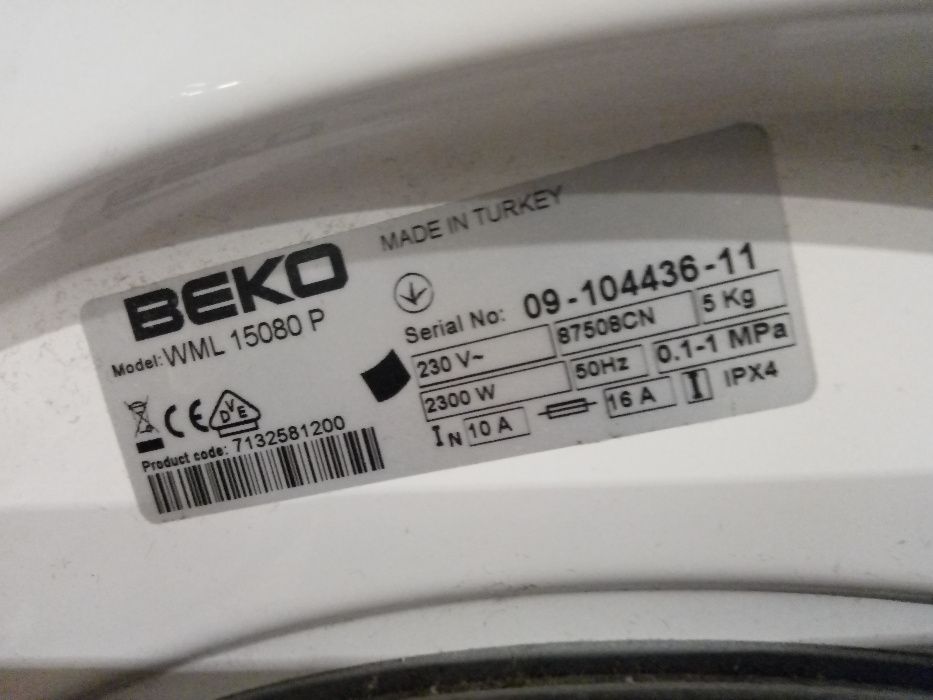 MADE IN TURKEY
BEKO
Model: WML 15080 P
Serial No: 09-104436-11
230 V~ 87508CN 5 Kg
2300 W 50Hz 0.1-1 MPa
IN 10 A 16 A I IPX4
CE DVE
Product code: 7132581200